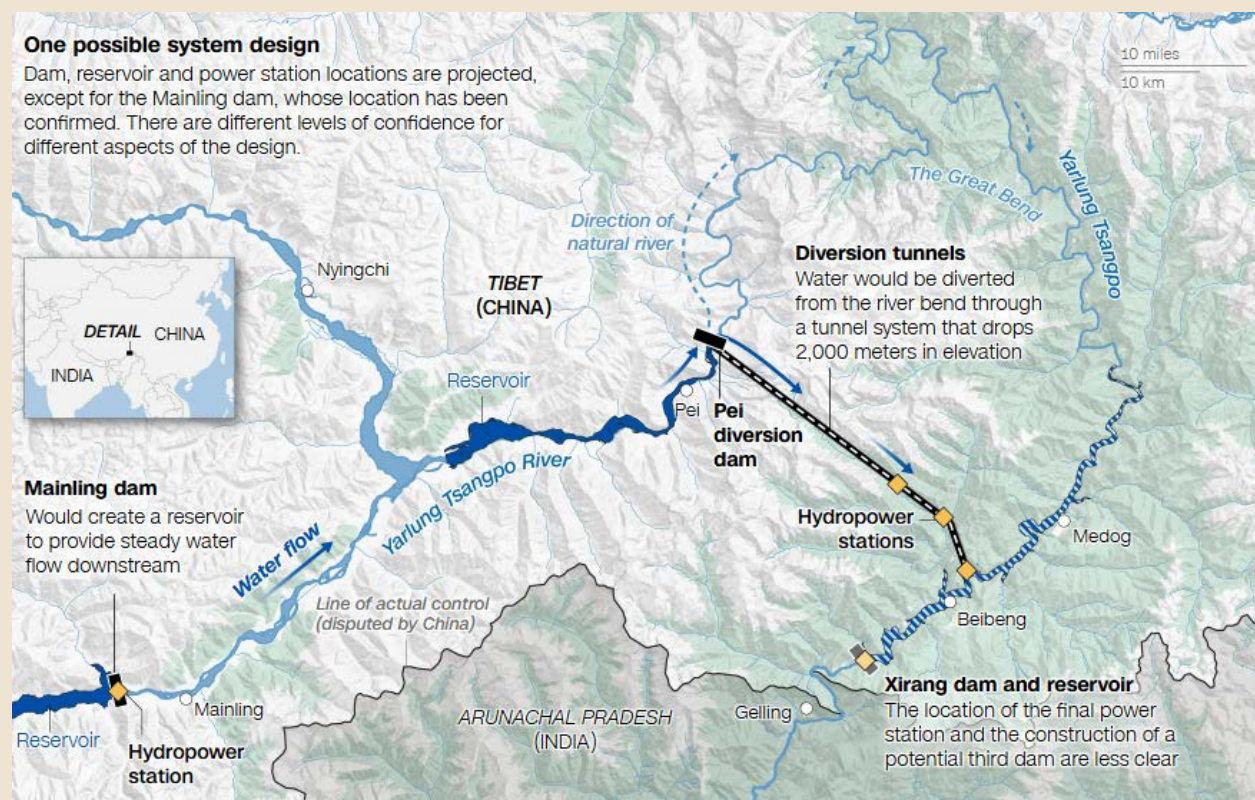 One possible system design
Dam, reservoir and power station locations are projected,
except for the Mainling dam, whose location has been
confirmed. There are different levels of confidence for
different aspects of the design.
10 miles
10 km
Yarlung Tsangpo
The Great Bend
Direction of
natural river
Nyingchi
TIBET
(CHINA)
Diversion tunnels
Water would be diverted
from the river bend through
a tunnel system that drops
2,000 meters in elevation
DETAIL
CHINA
INDIA
Reservoir
Pei
Pei
diversion
dam
Yarlung Tsangpo River
Mainling dam
Would create a reservoir
to provide steady water
flow downstream
Water flow
Hydropower
stations
Medog
Line of actual control
(disputed by China)
Beibeng
Mainling
Reservoir
Hydropower
station
ARUNACHAL PRADESH
(INDIA)
Gelling
Xirang dam and reservoir
The location of the final power
station and the construction of a
potential third dam are less clear